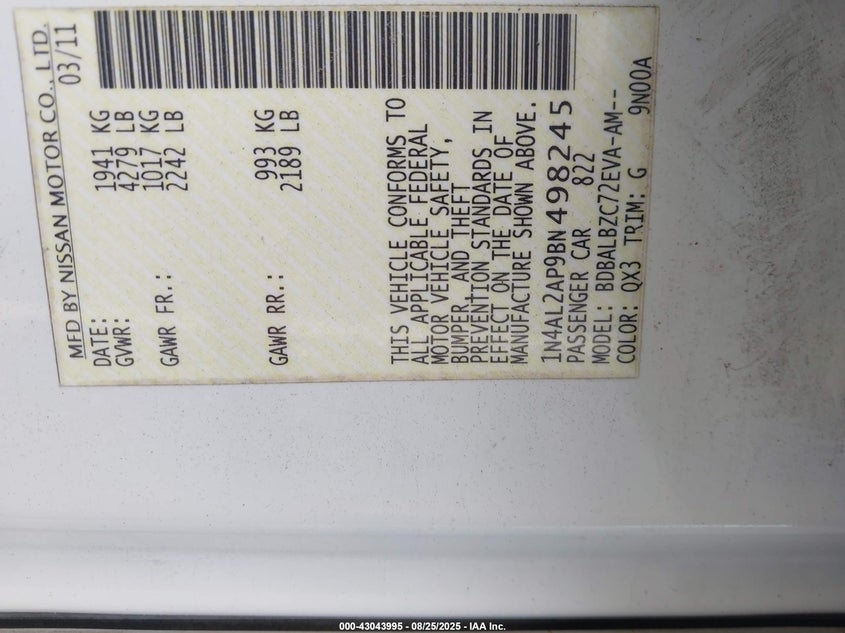 MFD BY NISSAN MOTOR CO., LTD.
DATE: 03/11
GVWR: 1941 KG
4279 LB
GAWR FR.: 1017 KG
2242 LB
GAWR RR.: 993 KG
2189 LB
THIS VEHICLE CONFORMS TO
ALL APPLICABLE FEDERAL
MOTOR VEHICLE SAFETY,
BUMPER, AND THEFT
PREVENTION STANDARDS IN
EFFECT ON THE DATE OF
MANUFACTURE SHOWN ABOVE.
1N4AL2AP9BN498245
PASSENGER CAR 822
MODEL: BDBALBZC72EVA-AM--
COLOR: QX3 TRIM: G 9N00A
000-43043995 - 08/25/2025 - IAA Inc.